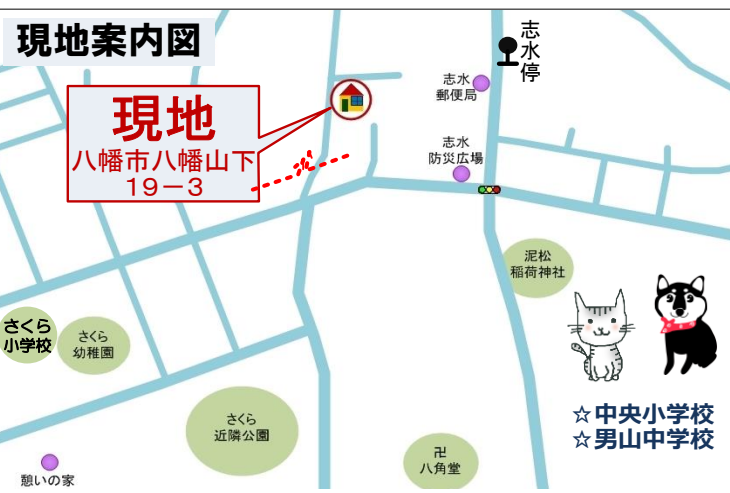 現地案内図
志水停
志水
郵便局
現地
八幡市八幡山下
19－3
志水
防災広場
泥松
稲荷神社
さくら
小学校
さくら
幼稚園
さくら
近隣公園
☆中央小学校
☆男山中学校
卍
八角堂
憩いの家